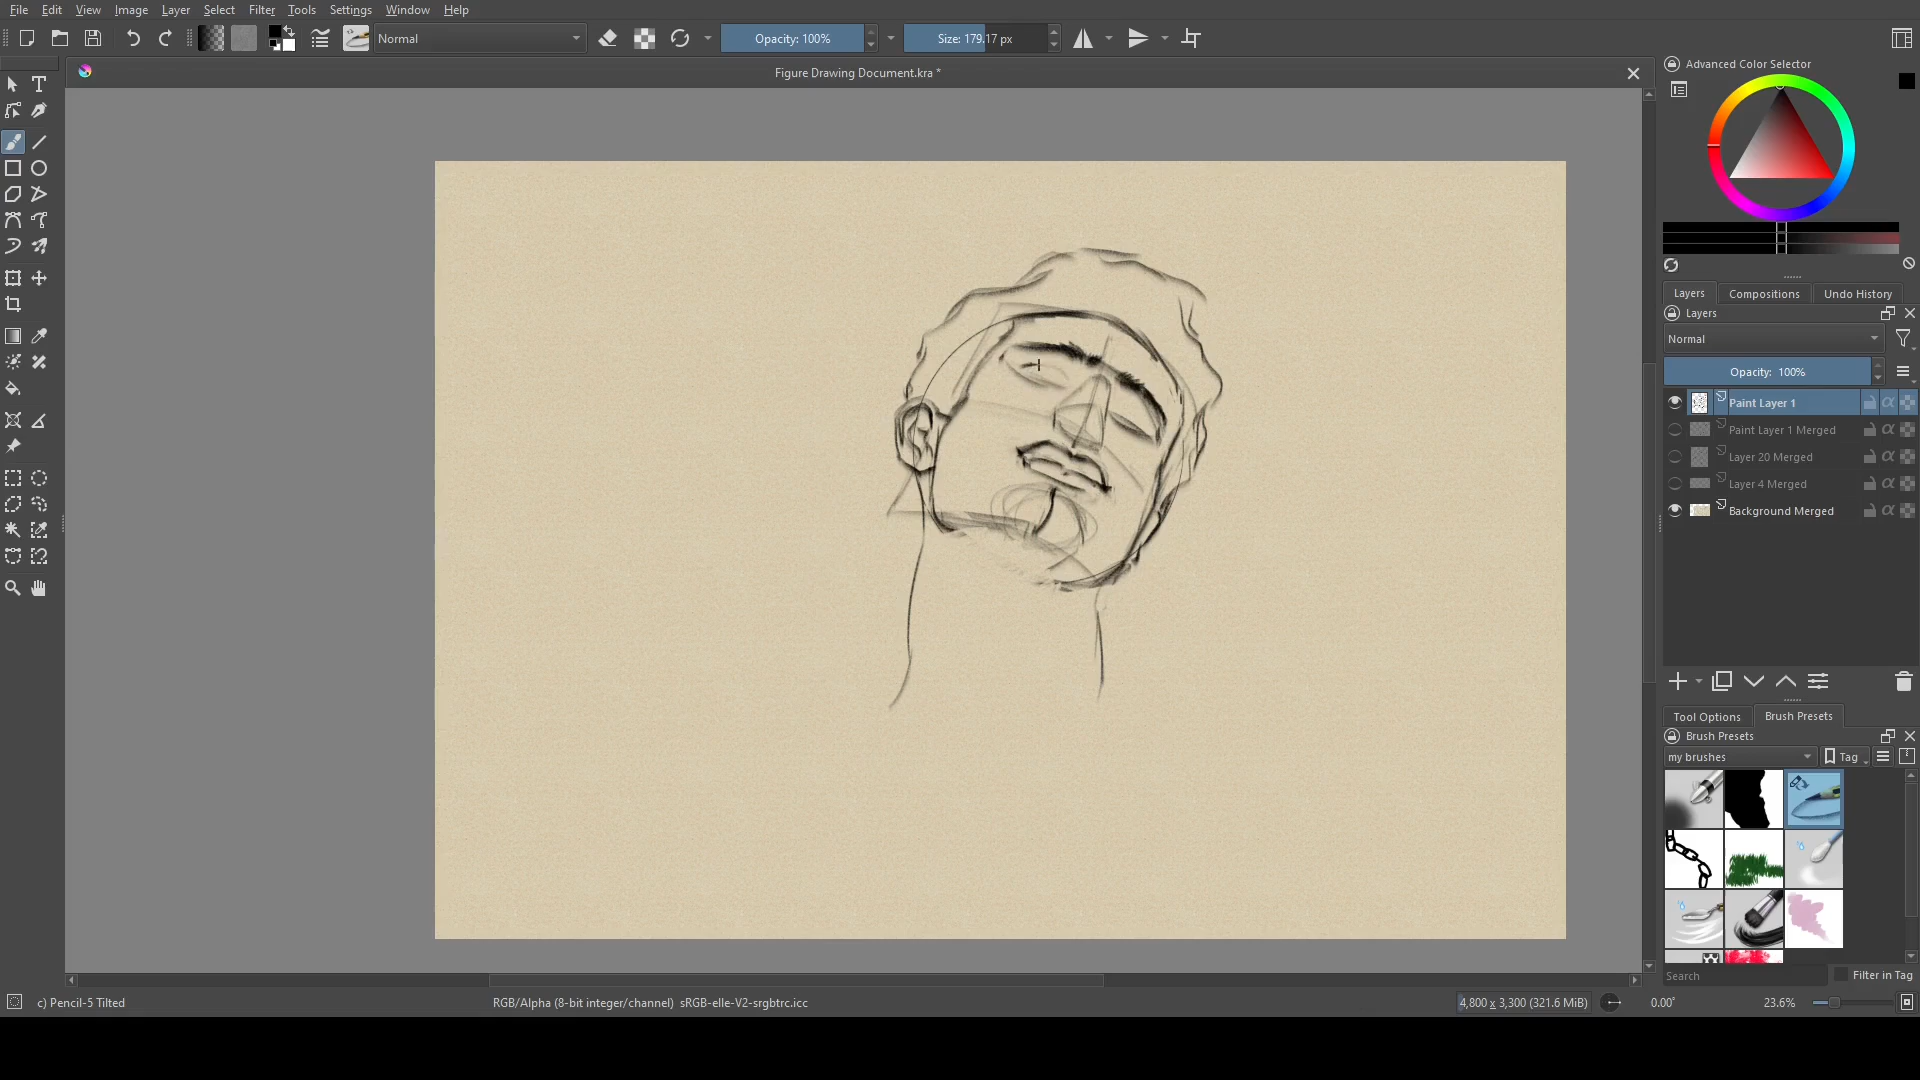 File Edit View Image Layer Select Filter Tools Settings Window Help
Normal Opacity: 100% Size: 179.17 px
Figure Drawing Document.kra *
Advanced Color Selector
Layers Compositions Undo History
Layers
Normal
Opacity: 100%
Paint Layer 1
Paint Layer 1 Merged
Layer 20 Merged
Layer 4 Merged
Background Merged
Tool Options Brush Presets
Brush Presets
my brushes Tag
Search Filter in Tag
c) Pencil-5 Tilted RGB/Alpha (8-bit integer/channel) sRGB-elle-V2-srgbtrc.icc 4,800 x 3,300 (321.6 MiB) 0.00° 23.6%